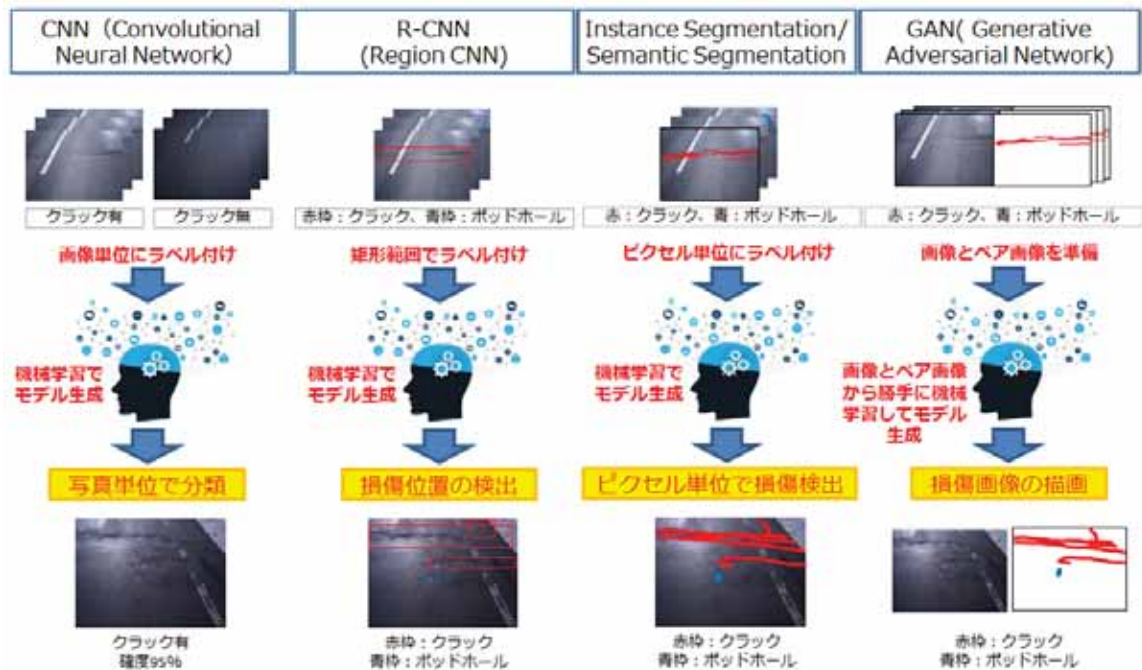 CNN（Convolutional
Neural Network）
クラック有
クラック無
画像単位にラベル付け
機械学習で
モデル生成
写真単位で分類
クラック有
確度95%
R-CNN
(Region CNN)
赤枠：クラック、青枠：ポッドホール
矩形範囲でラベル付け
機械学習で
モデル生成
損傷位置の検出
赤枠：クラック
青枠：ポッドホール
Instance Segmentation/
Semantic Segmentation
赤：クラック、青：ポッドホール
ピクセル単位にラベル付け
機械学習で
モデル生成
ピクセル単位で損傷検出
赤枠：クラック
青枠：ポッドホール
GAN( Generative
Adversarial Network)
赤：クラック、青：ポッドホール
画像とペア画像を準備
画像とペア画像
から勝手に機械
学習してモデル
生成
損傷画像の描画
赤枠：クラック
青枠：ポッドホール